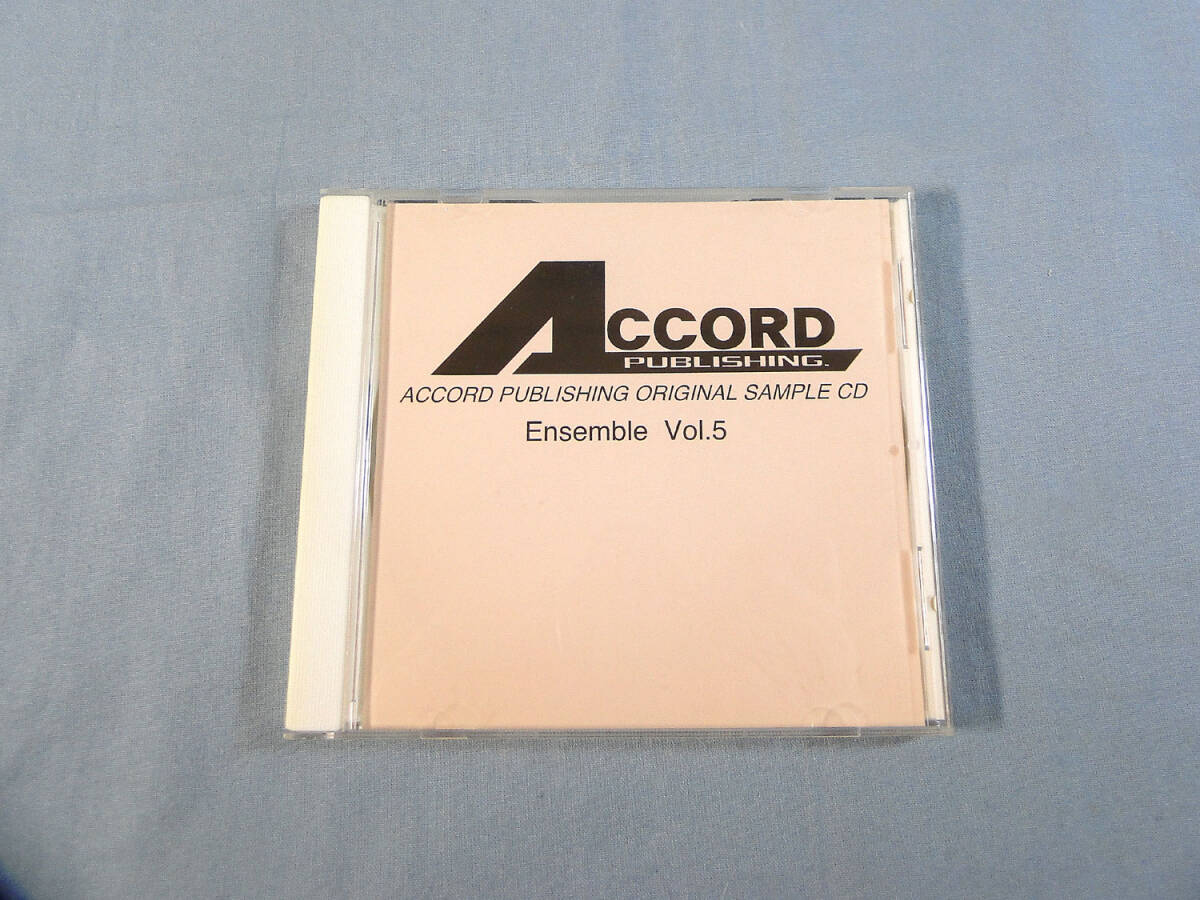 ACCORD
PUBLISHING.
ACCORD PUBLISHING ORIGINAL SAMPLE CD
Ensemble Vol.5